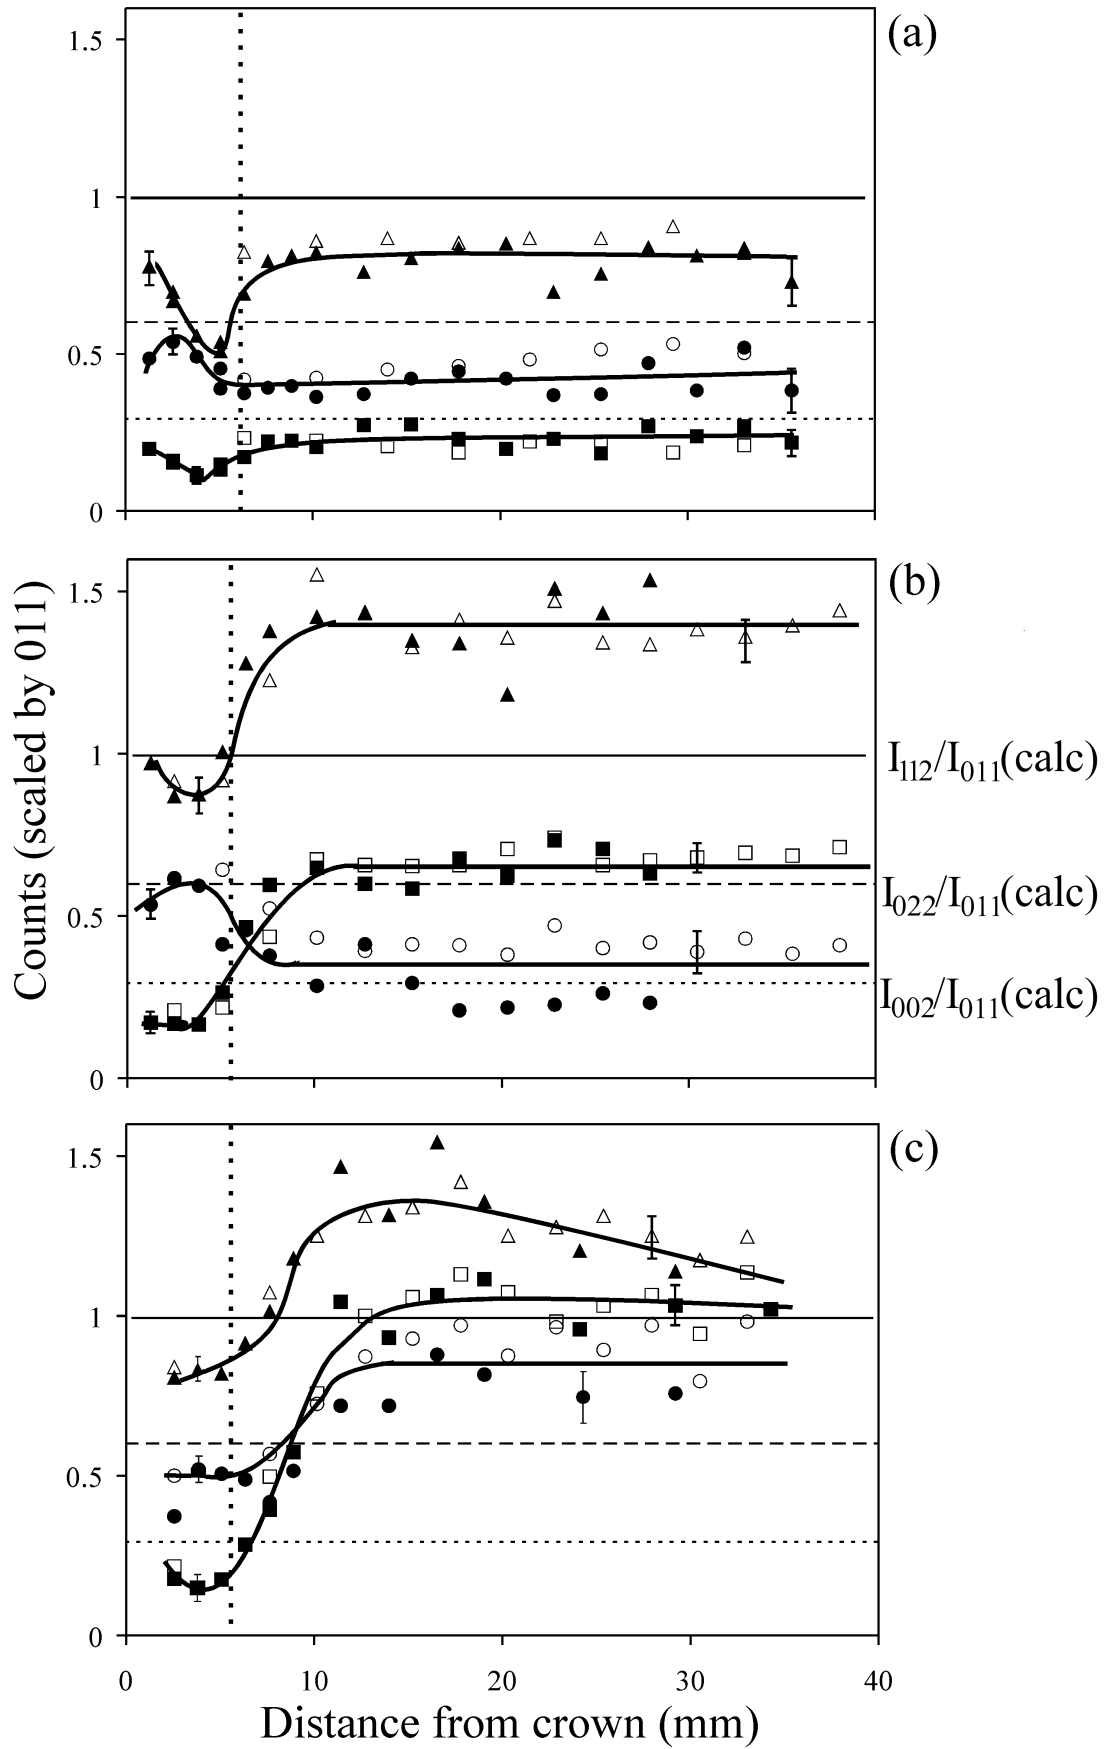 (a)
1.5
1
0.5
0
(b)
1.5
1
0.5
0
Counts (scaled by 011)
I112/I011(calc)
I022/I011(calc)
I002/I011(calc)
(c)
1.5
1
0.5
0
0 10 20 30 40
Distance from crown (mm)